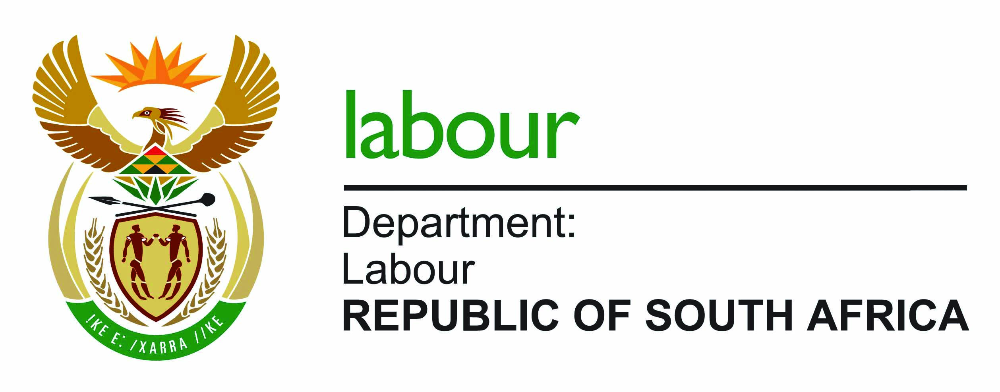 labour
Department:
Labour
REPUBLIC OF SOUTH AFRICA
!KE E: /XARRA //KE